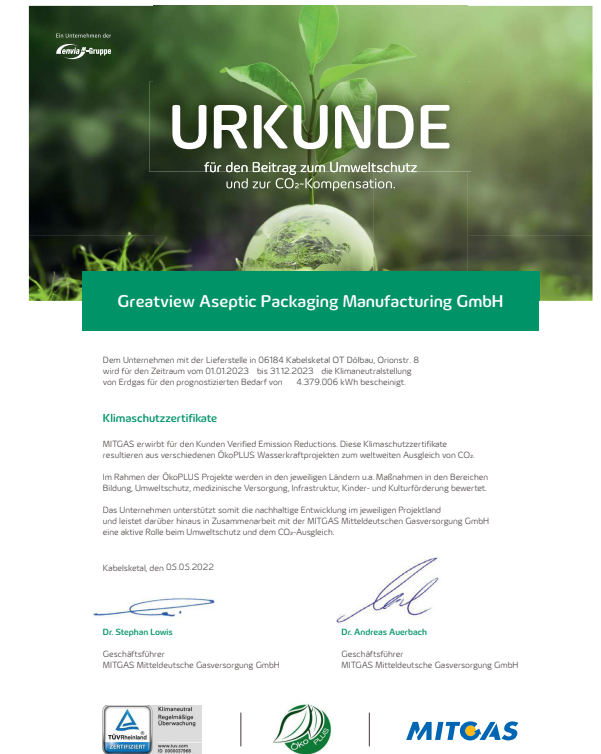 Ein Unternehmen der
envia M-Gruppe
URKUNDE
für den Beitrag zum Umweltschutz
und zur CO₂-Kompensation.
Greatview Aseptic Packaging Manufacturing GmbH
Dem Unternehmen mit der Lieferstelle in 06184 Kabelsketal OT Dölbau, Orionstr. 8
wird für den Zeitraum vom 01.01.2023 bis 31.12.2023 die Klimaneutralstellung
von Erdgas für den prognostizierten Bedarf von 4.379.006 kWh bescheinigt.
Klimaschutzzertifikate
MITGAS erwirbt für den Kunden Verified Emission Reductions. Diese Klimaschutzzertifikate
resultieren aus verschiedenen ÖkoPLUS Wasserkraftprojekten zum weltweiten Ausgleich von CO₂.
Im Rahmen der ÖkoPLUS Projekte werden in den jeweiligen Ländern u.a. Maßnahmen in den Bereichen
Bildung, Umweltschutz, medizinische Versorgung, Infrastruktur, Kinder- und Kulturförderung bewertet.
Das Unternehmen unterstützt somit die nachhaltige Entwicklung im jeweiligen Projektland
und leistet darüber hinaus in Zusammenarbeit mit der MITGAS Mitteldeutschen Gasversorgung GmbH
eine aktive Rolle beim Umweltschutz und dem CO₂-Ausgleich.
Kabelsketal, den 05.05.2022
Dr. Stephan Lowis
Dr. Andreas Auerbach
Geschäftsführer
MITGAS Mitteldeutsche Gasversorgung GmbH
Geschäftsführer
MITGAS Mitteldeutsche Gasversorgung GmbH
TÜVRheinland
ZERTIFIZIERT
Klimaneutral
Regelmäßige
Überwachung
www.tuv.com
ID 0000037969
ÖKO PLUS
MITGAS